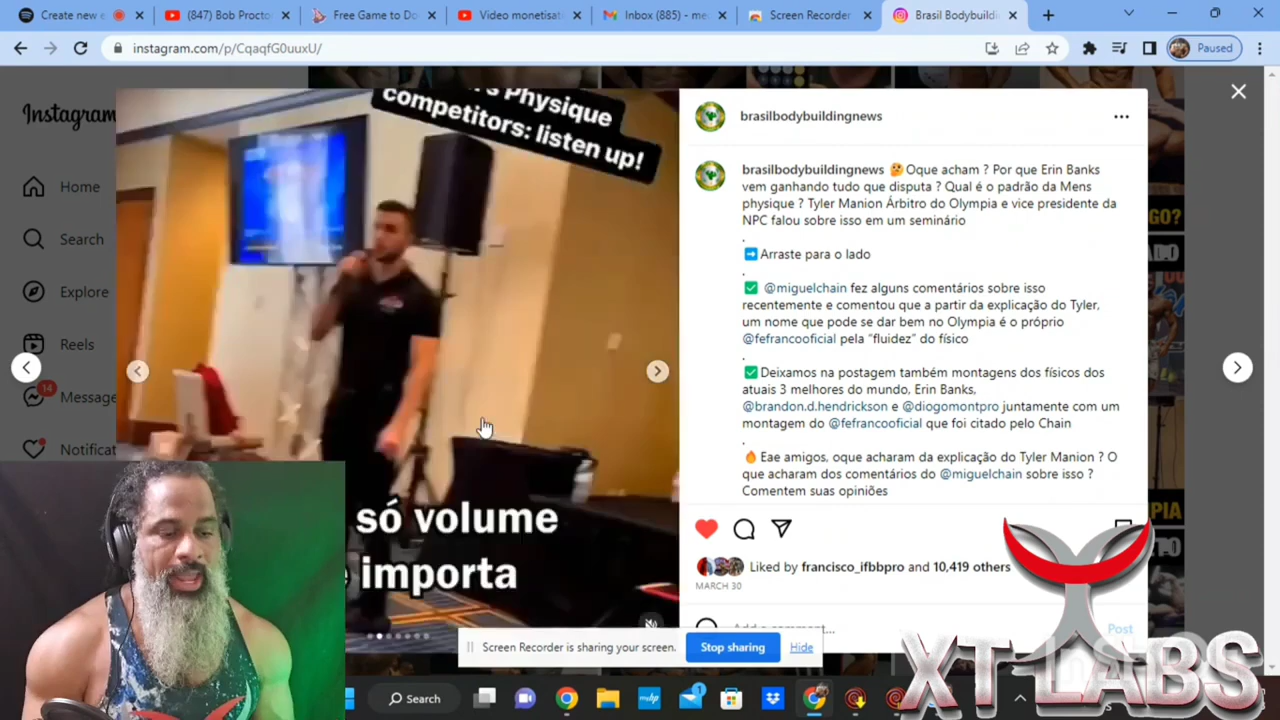 Create new e
(847) Bob Procto
Free Game to Do
Video monetisati
Inbox (885) - me
Screen Recorder
Brasil Bodybuildi
instagram.com/p/CqaqfG0uuxU/
Paused
Instagram
Home
Search
Explore
Reels
14
Message
Notificat
s Physique
competitors: listen up!
só volume
importa
brasilbodybuildingnews
brasilbodybuildingnews 🤔Oque acham ? Por que Erin Banks
vem ganhando tudo que disputa ? Qual é o padrão da Mens
physique ? Tyler Manion Árbitro do Olympia e vice presidente da
NPC falou sobre isso em um seminário
.
➡️Arraste para o lado
.
✅ @miguelchain fez alguns comentários sobre isso
recentemente e comentou que a partir da explicação do Tyler,
um nome que pode se dar bem no Olympia é o próprio
@fefrancooficial pela “fluidez” do físico
.
✅Deixamos na postagem também montagens dos físicos dos
atuais 3 melhores do mundo, Erin Banks,
@brandon.d.hendrickson e @diogomontpro juntamente com um
montagem do @fefrancooficial que foi citado pelo Chain
.
🔥Eae amigos, oque acharam da explicação do Tyler Manion ? O
que acharam dos comentários do @miguelchain sobre isso ?
Comentem suas opiniões
Liked by francisco_ifbbpro and 10,419 others
MARCH 30
Add a comment...
Post
Screen Recorder is sharing your screen.
Stop sharing
Hide
Search
1
XT LABS